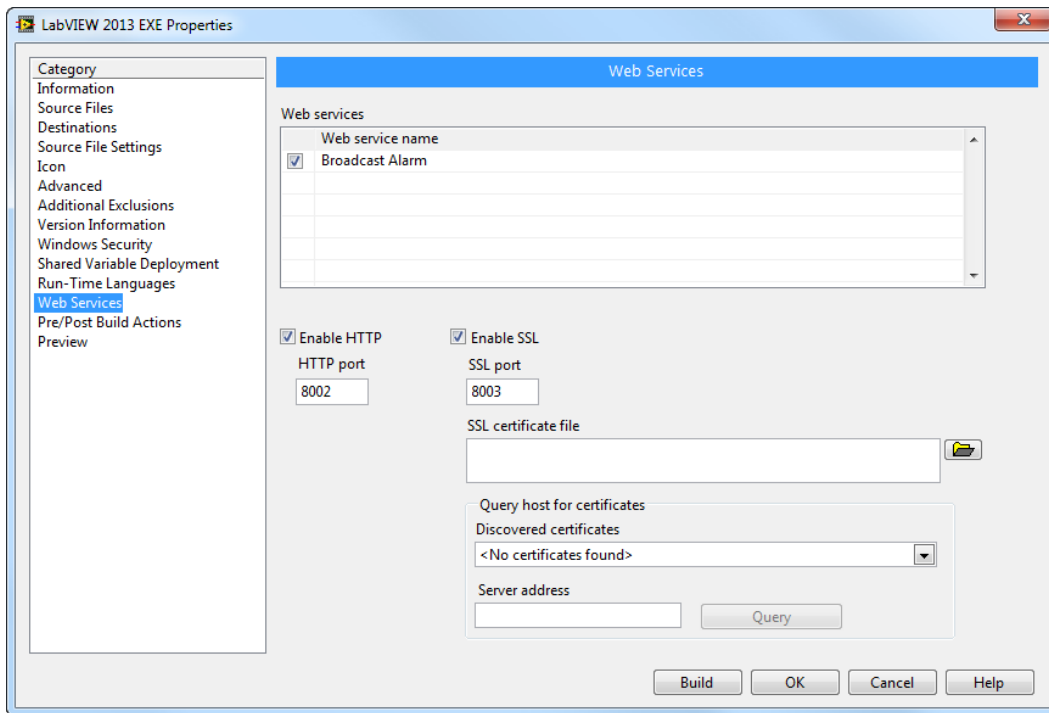 LabVIEW 2013 EXE Properties
Category
Information
Source Files
Destinations
Source File Settings
Icon
Advanced
Additional Exclusions
Version Information
Windows Security
Shared Variable Deployment
Run-Time Languages
Web Services
Pre/Post Build Actions
Preview
Web Services
Web services
Web service name
Broadcast Alarm
Enable HTTP
Enable SSL
HTTP port
SSL port
8002
8003
SSL certificate file
Query host for certificates
Discovered certificates
<No certificates found>
Server address
Query
Build
OK
Cancel
Help